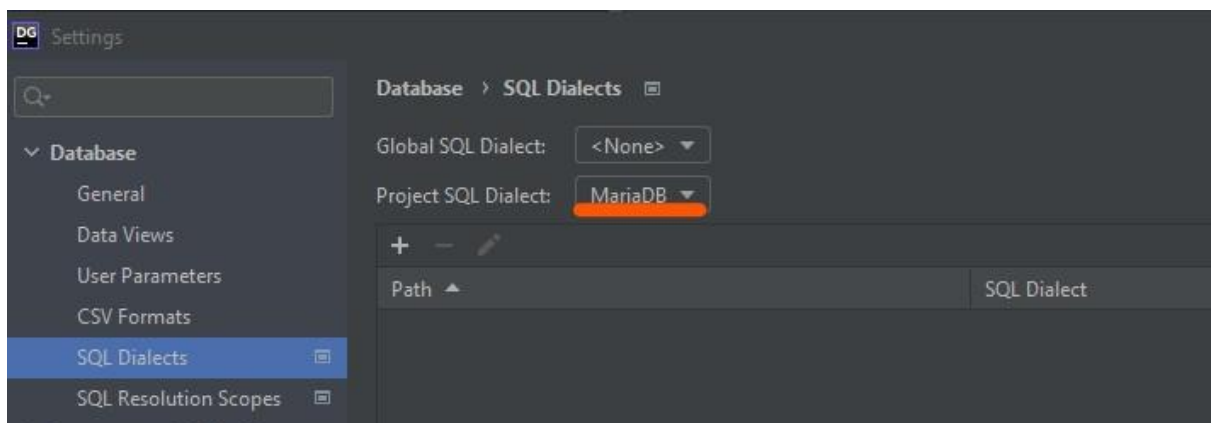 DG Settings
Database > SQL Dialects
Global SQL Dialect: <None>
Project SQL Dialect: MariaDB
Path
SQL Dialect
Database
General
Data Views
User Parameters
CSV Formats
SQL Dialects
SQL Resolution Scopes